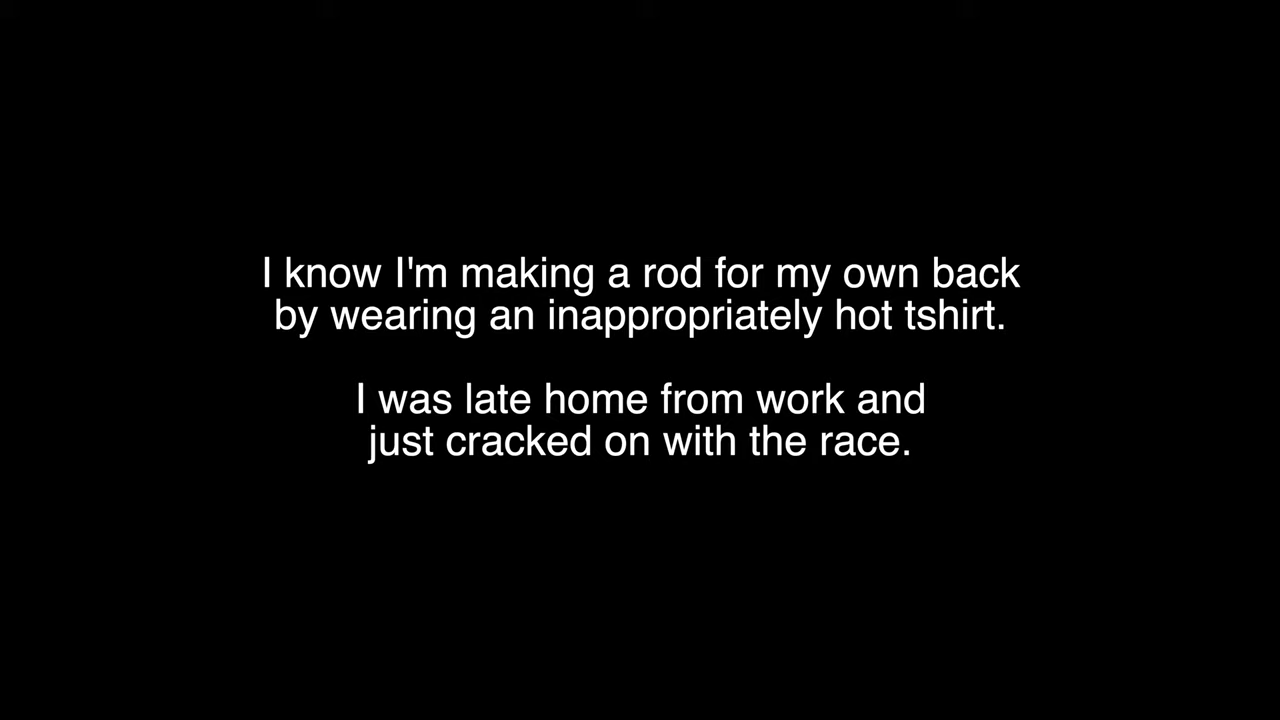 I know I'm making a rod for my own back
by wearing an inappropriately hot tshirt.
I was late home from work and
just cracked on with the race.